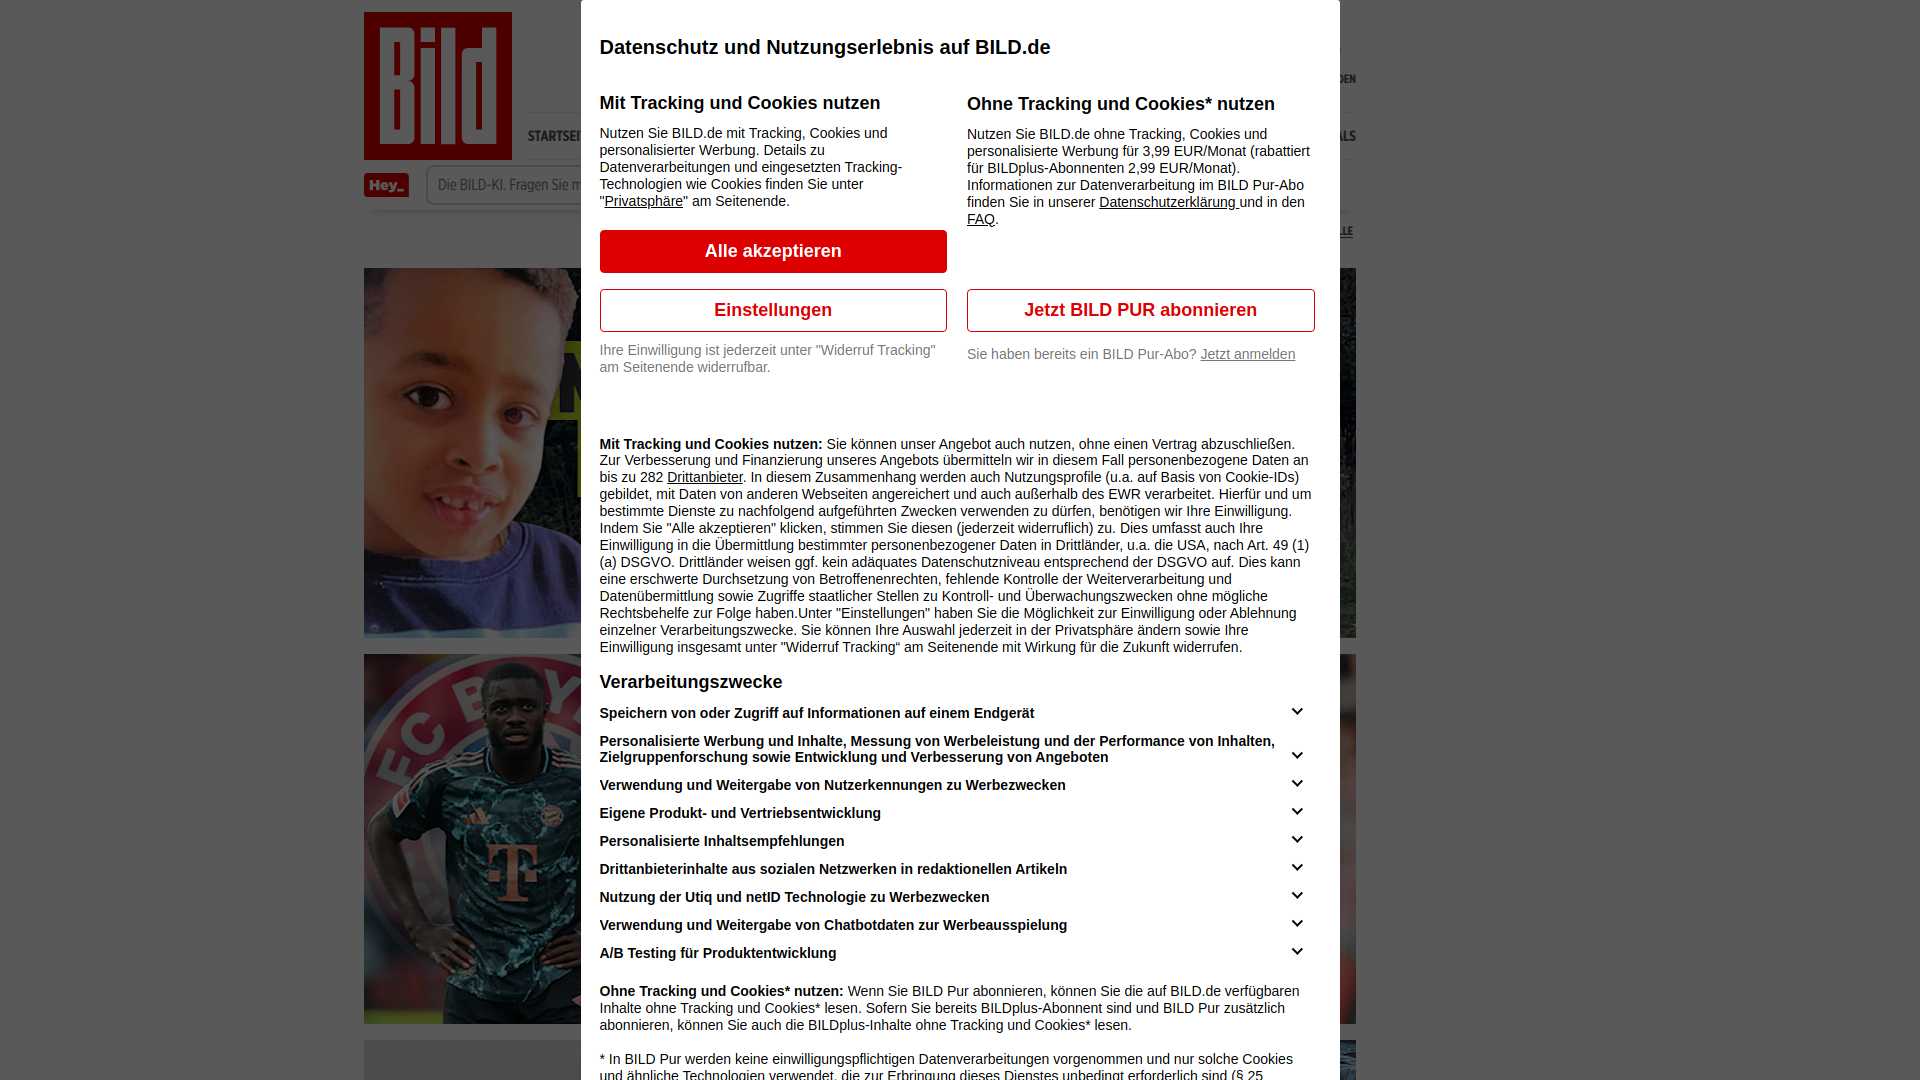 Bild
STARTSEI
Hey_
Die BILD-KI. Fragen Sie m
DEN
ALS
LLE
Datenschutz und Nutzungserlebnis auf BILD.de
Mit Tracking und Cookies nutzen
Nutzen Sie BILD.de mit Tracking, Cookies und
personalisierter Werbung. Details zu
Datenverarbeitungen und eingesetzten Tracking-
Technologien wie Cookies finden Sie unter
"Privatsphäre" am Seitenende.
Alle akzeptieren
Einstellungen
Ihre Einwilligung ist jederzeit unter "Widerruf Tracking"
am Seitenende widerrufbar.
Ohne Tracking und Cookies* nutzen
Nutzen Sie BILD.de ohne Tracking, Cookies und
personalisierte Werbung für 3,99 EUR/Monat (rabattiert
für BILDplus-Abonnenten 2,99 EUR/Monat).
Informationen zur Datenverarbeitung im BILD Pur-Abo
finden Sie in unserer Datenschutzerklärung und in den
FAQ.
Jetzt BILD PUR abonnieren
Sie haben bereits ein BILD Pur-Abo? Jetzt anmelden
Mit Tracking und Cookies nutzen: Sie können unser Angebot auch nutzen, ohne einen Vertrag abzuschließen.
Zur Verbesserung und Finanzierung unseres Angebots übermitteln wir in diesem Fall personenbezogene Daten an
bis zu 282 Drittanbieter. In diesem Zusammenhang werden auch Nutzungsprofile (u.a. auf Basis von Cookie-IDs)
gebildet, mit Daten von anderen Webseiten angereichert und auch außerhalb des EWR verarbeitet. Hierfür und um
bestimmte Dienste zu nachfolgend aufgeführten Zwecken verwenden zu dürfen, benötigen wir Ihre Einwilligung.
Indem Sie "Alle akzeptieren" klicken, stimmen Sie diesen (jederzeit widerruflich) zu. Dies umfasst auch Ihre
Einwilligung in die Übermittlung bestimmter personenbezogener Daten in Drittländer, u.a. die USA, nach Art. 49 (1)
(a) DSGVO. Drittländer weisen ggf. kein adäquates Datenschutzniveau entsprechend der DSGVO auf. Dies kann
eine erschwerte Durchsetzung von Betroffenenrechten, fehlende Kontrolle der Weiterverarbeitung und
Datenübermittlung sowie Zugriffe staatlicher Stellen zu Kontroll- und Überwachungszwecken ohne mögliche
Rechtsbehelfe zur Folge haben.Unter "Einstellungen" haben Sie die Möglichkeit zur Einwilligung oder Ablehnung
einzelner Verarbeitungszwecke. Sie können Ihre Auswahl jederzeit in der Privatsphäre ändern sowie Ihre
Einwilligung insgesamt unter "Widerruf Tracking“ am Seitenende mit Wirkung für die Zukunft widerrufen.
Verarbeitungszwecke
Speichern von oder Zugriff auf Informationen auf einem Endgerät
Personalisierte Werbung und Inhalte, Messung von Werbeleistung und der Performance von Inhalten,
Zielgruppenforschung sowie Entwicklung und Verbesserung von Angeboten
Verwendung und Weitergabe von Nutzerkennungen zu Werbezwecken
Eigene Produkt- und Vertriebsentwicklung
Personalisierte Inhaltsempfehlungen
Drittanbieterinhalte aus sozialen Netzwerken in redaktionellen Artikeln
Nutzung der Utiq und netID Technologie zu Werbezwecken
Verwendung und Weitergabe von Chatbotdaten zur Werbeausspielung
A/B Testing für Produktentwicklung
Ohne Tracking und Cookies* nutzen: Wenn Sie BILD Pur abonnieren, können Sie die auf BILD.de verfügbaren
Inhalte ohne Tracking und Cookies* lesen. Sofern Sie bereits BILDplus-Abonnent sind und BILD Pur zusätzlich
abonnieren, können Sie auch die BILDplus-Inhalte ohne Tracking und Cookies* lesen.
* In BILD Pur werden keine einwilligungspflichtigen Datenverarbeitungen vorgenommen und nur solche Cookies
und ähnliche Technologien verwendet, die zur Erbringung dieses Dienstes unbedingt erforderlich sind (§ 25
FC BAY
T